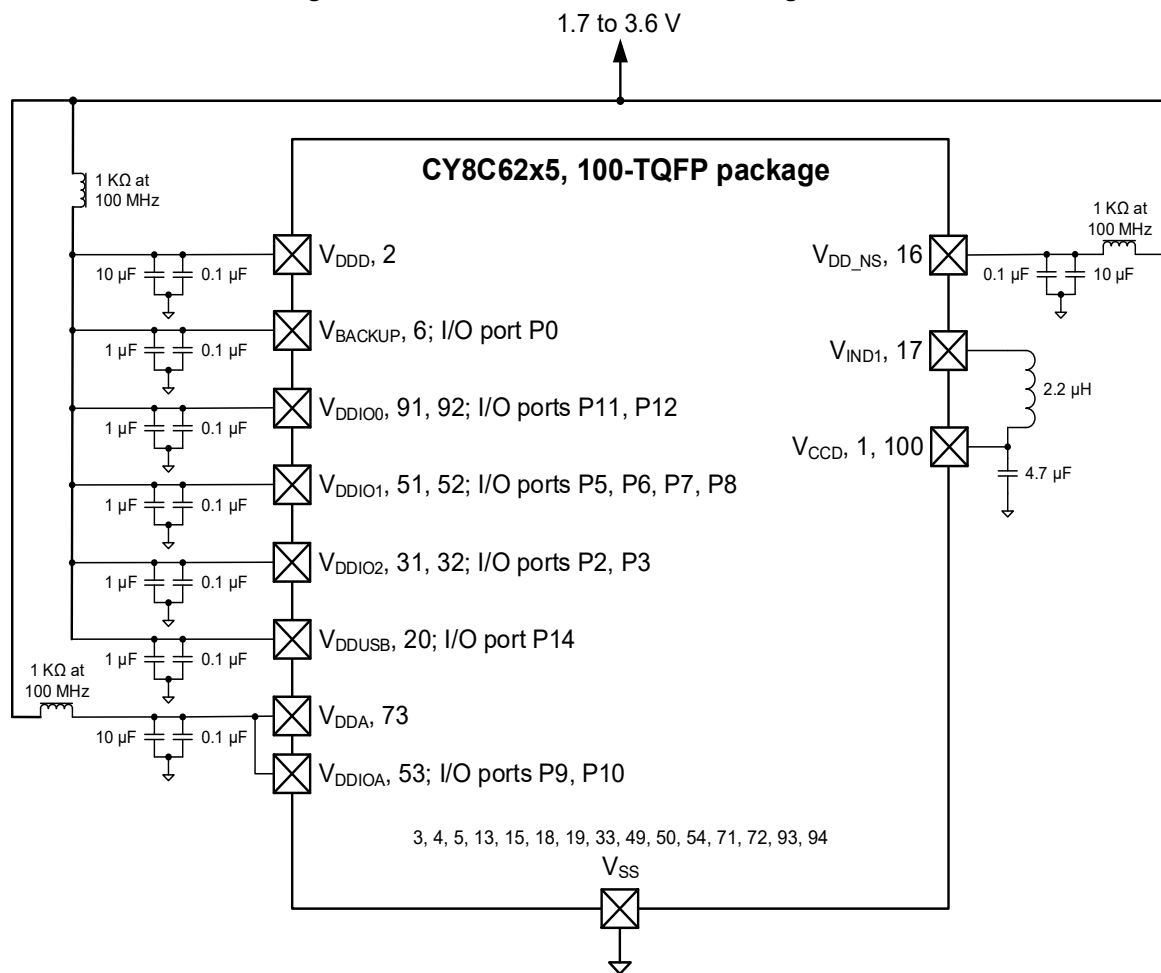 1.7 to 3.6 V
CY8C62x5, 100-TQFP package
1 KΩ at
100 MHz
10 µF
0.1 µF
VDDD, 2
1 µF
0.1 µF
VBACKUP, 6; I/O port P0
1 µF
0.1 µF
VDDIO0, 91, 92; I/O ports P11, P12
1 µF
0.1 µF
VDDIO1, 51, 52; I/O ports P5, P6, P7, P8
1 µF
0.1 µF
VDDIO2, 31, 32; I/O ports P2, P3
1 µF
0.1 µF
VDDUSB, 20; I/O port P14
1 KΩ at
100 MHz
10 µF
0.1 µF
VDDA, 73
VDDIOA, 53; I/O ports P9, P10
VDD_NS, 16
0.1 µF
10 µF
1 KΩ at
100 MHz
VIND1, 17
2.2 µH
VCCD, 1, 100
4.7 µF
3, 4, 5, 13, 15, 18, 19, 33, 49, 50, 54, 71, 72, 93, 94
VSS